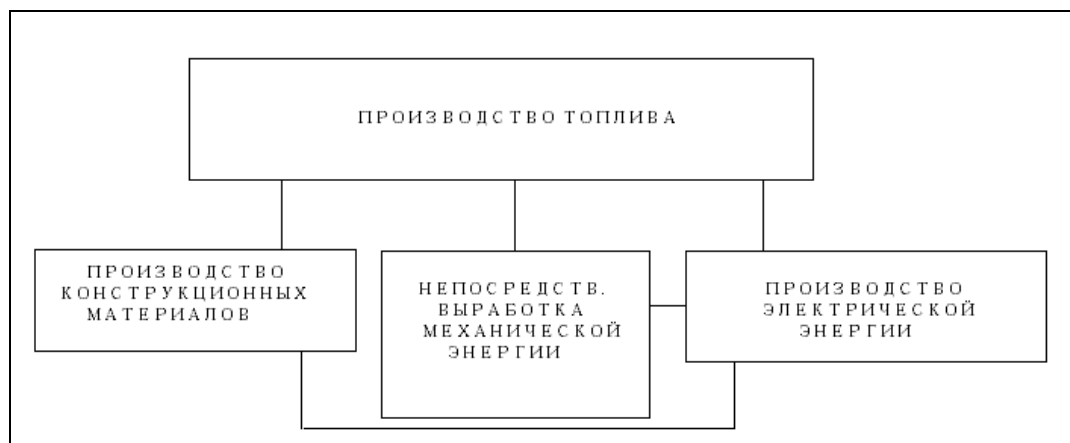 ПРОИЗВОДСТВО ТОПЛИВА
ПРОИЗВОДСТВО
КОНСТРУКЦИОННЫХ
МАТЕРИАЛОВ
НЕПОСРЕДСТВ.
ВЫРАБОТКА
МЕХАНИЧЕСКОЙ
ЭНЕРГИИ
ПРОИЗВОДСТВО
ЭЛЕКТРИЧЕСКОЙ
ЭНЕРГИИ